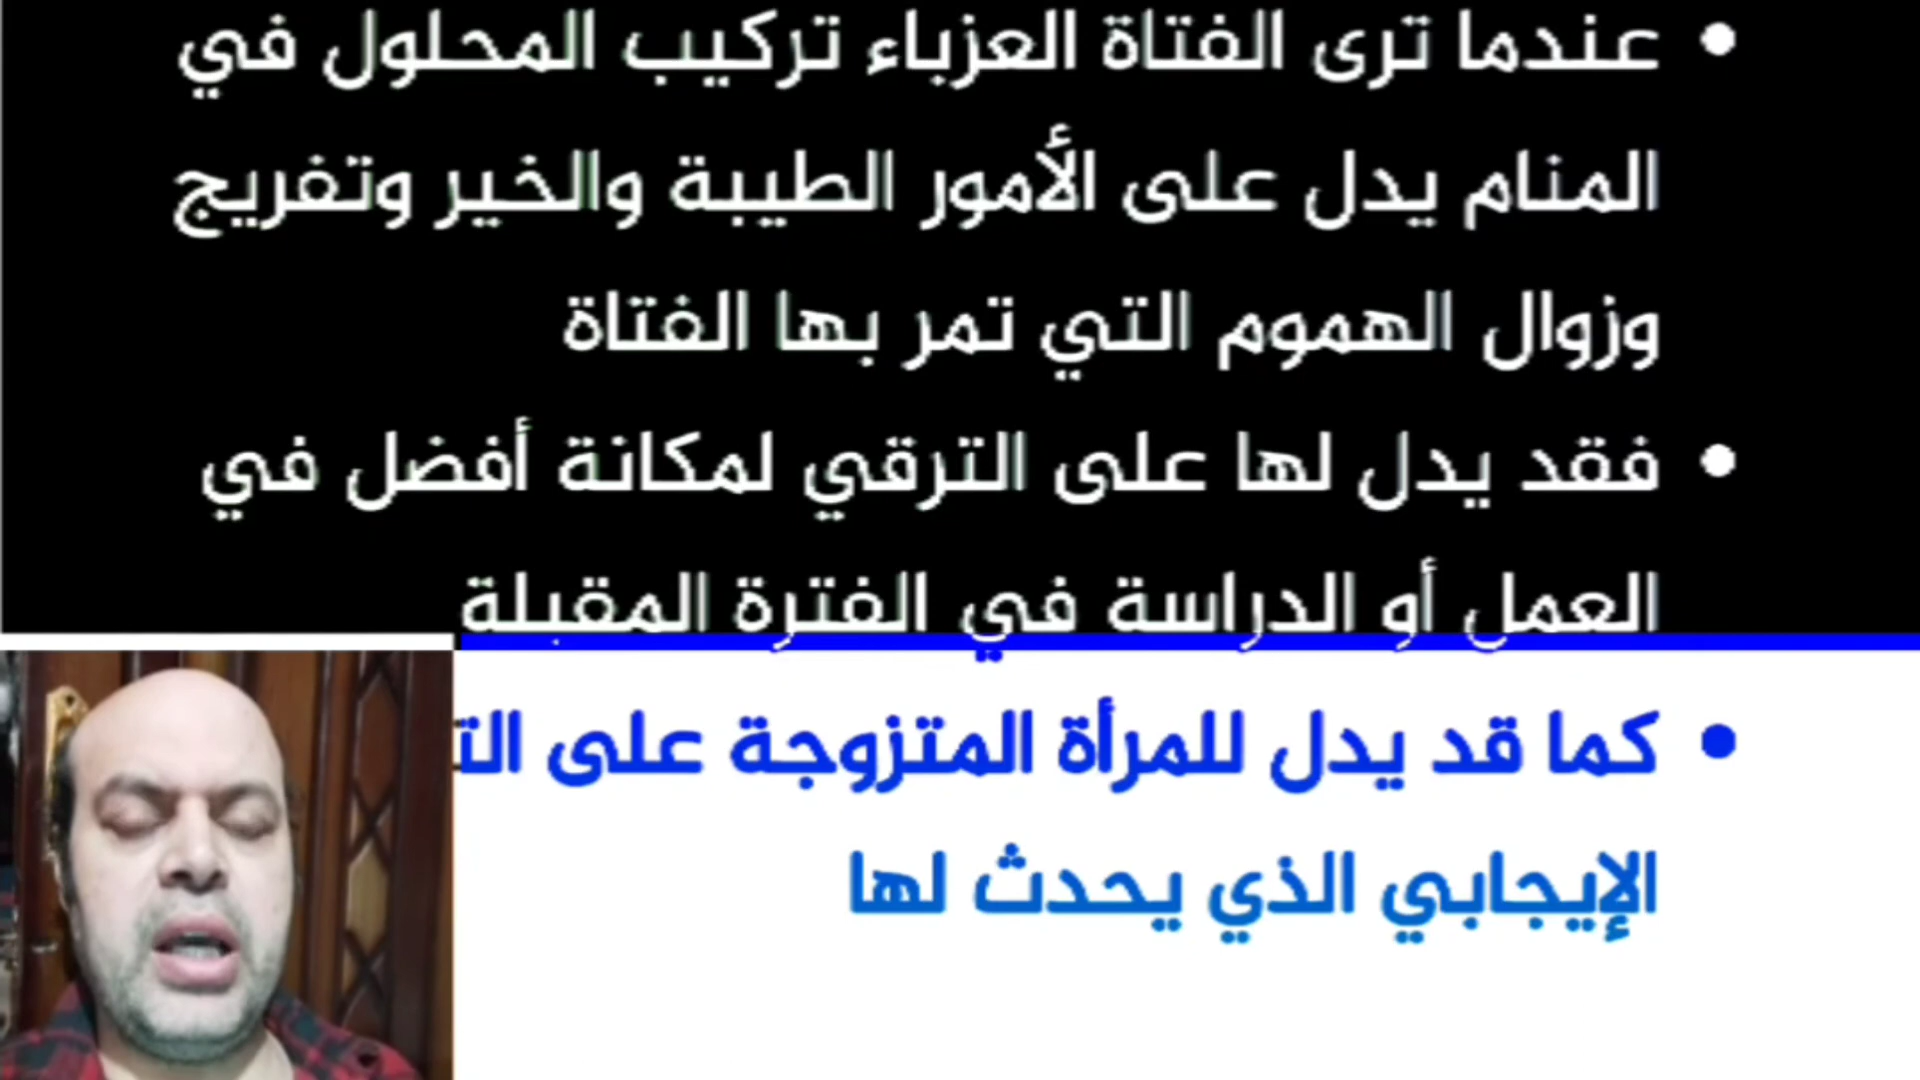 • عندما ترى الفتاة العزباء تركيب المحلول في
المنام يدل على الأمور الطيبة والخير وتفريج
وزوال الهموم التي تمر بها الفتاة
• فقد يدل لها على الترقي لمكانة أفضل في
العمل أو الدراسة في الفترة المقبلة
• كما قد يدل للمرأة المتزوجة على
الإيجابي الذي يحدث لها